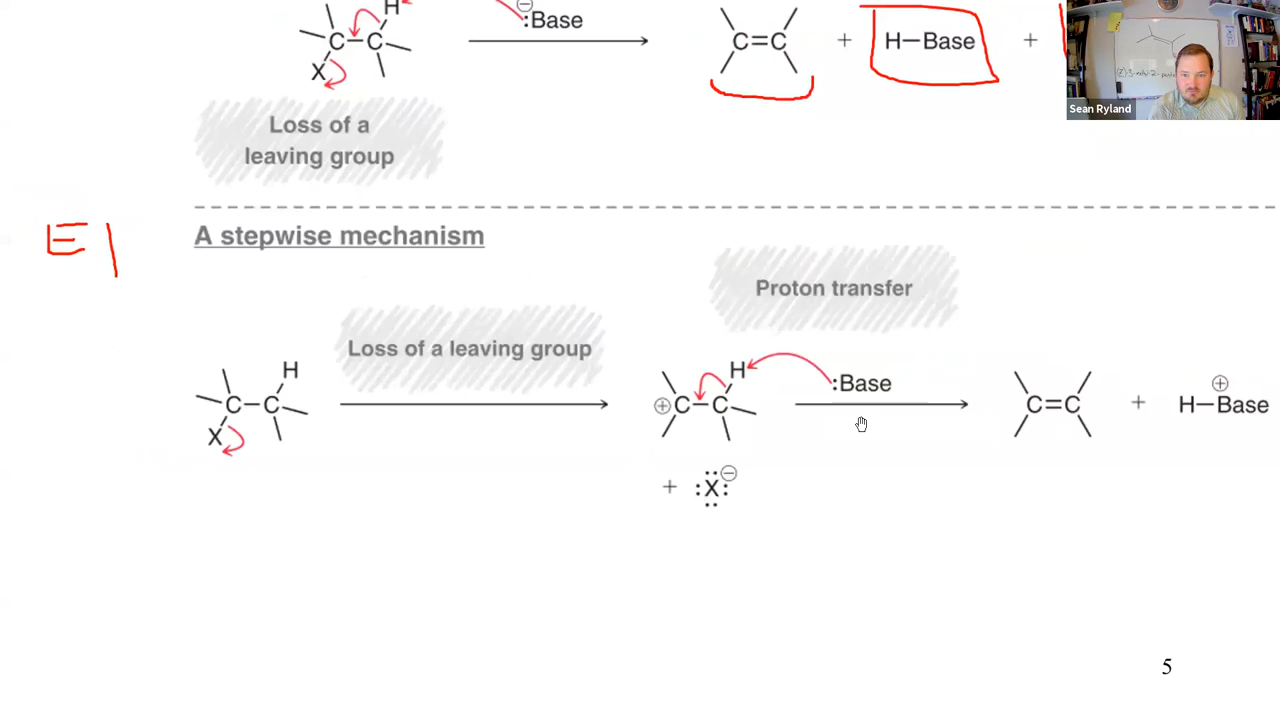 H
⊖
:Base
C–C
X
C=C + H–Base +
Sean Ryland
Loss of a
leaving group
E1
A stepwise mechanism
Proton transfer
Loss of a leaving group
H
C–C
X
H
⊕C–C
:Base
C=C + H–Base
⊕
+ :X: ⊖
5